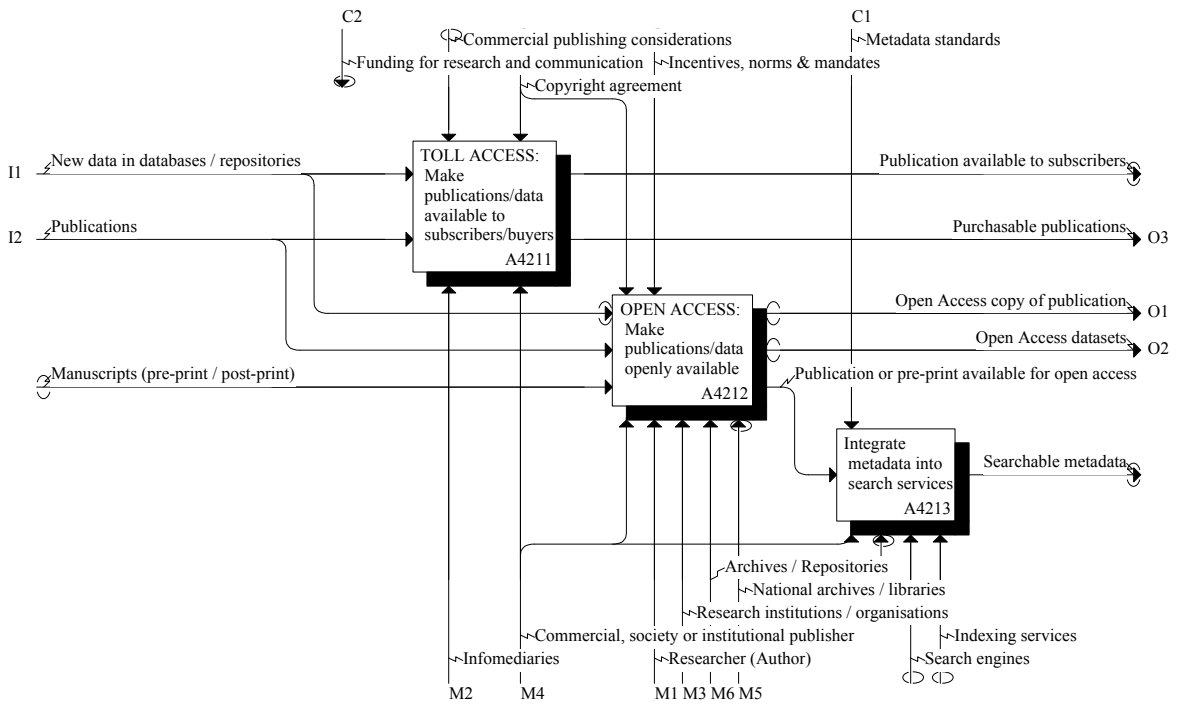 C2
C1
Commercial publishing considerations
Metadata standards
Funding for research and communication
Incentives, norms & mandates
Copyright agreement
I1
New data in databases / repositories
TOLL ACCESS:
Make
publications/data
available to
subscribers/buyers
A4211
Publication available to subscribers
I2
Publications
Purchasable publications
O3
OPEN ACCESS:
Make
publications/data
openly available
A4212
Open Access copy of publication
O1
Open Access datasets
O2
Manuscripts (pre-print / post-print)
Publication or pre-print available for open access
Integrate
metadata into
search services
A4213
Searchable metadata
Archives / Repositories
National archives / libraries
Research institutions / organisations
Commercial, society or institutional publisher
Indexing services
Infomediaries
Researcher (Author)
Search engines
M2
M4
M1
M3
M6
M5